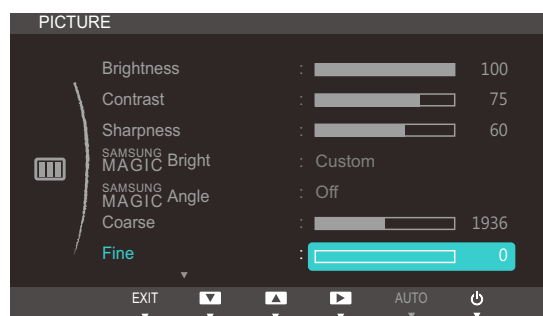 PICTURE
Brightness : 100
Contrast : 75
Sharpness : 60
SAMSUNG MAGIC Bright : Custom
SAMSUNG MAGIC Angle : Off
Coarse : 1936
Fine : 0
EXIT AUTO